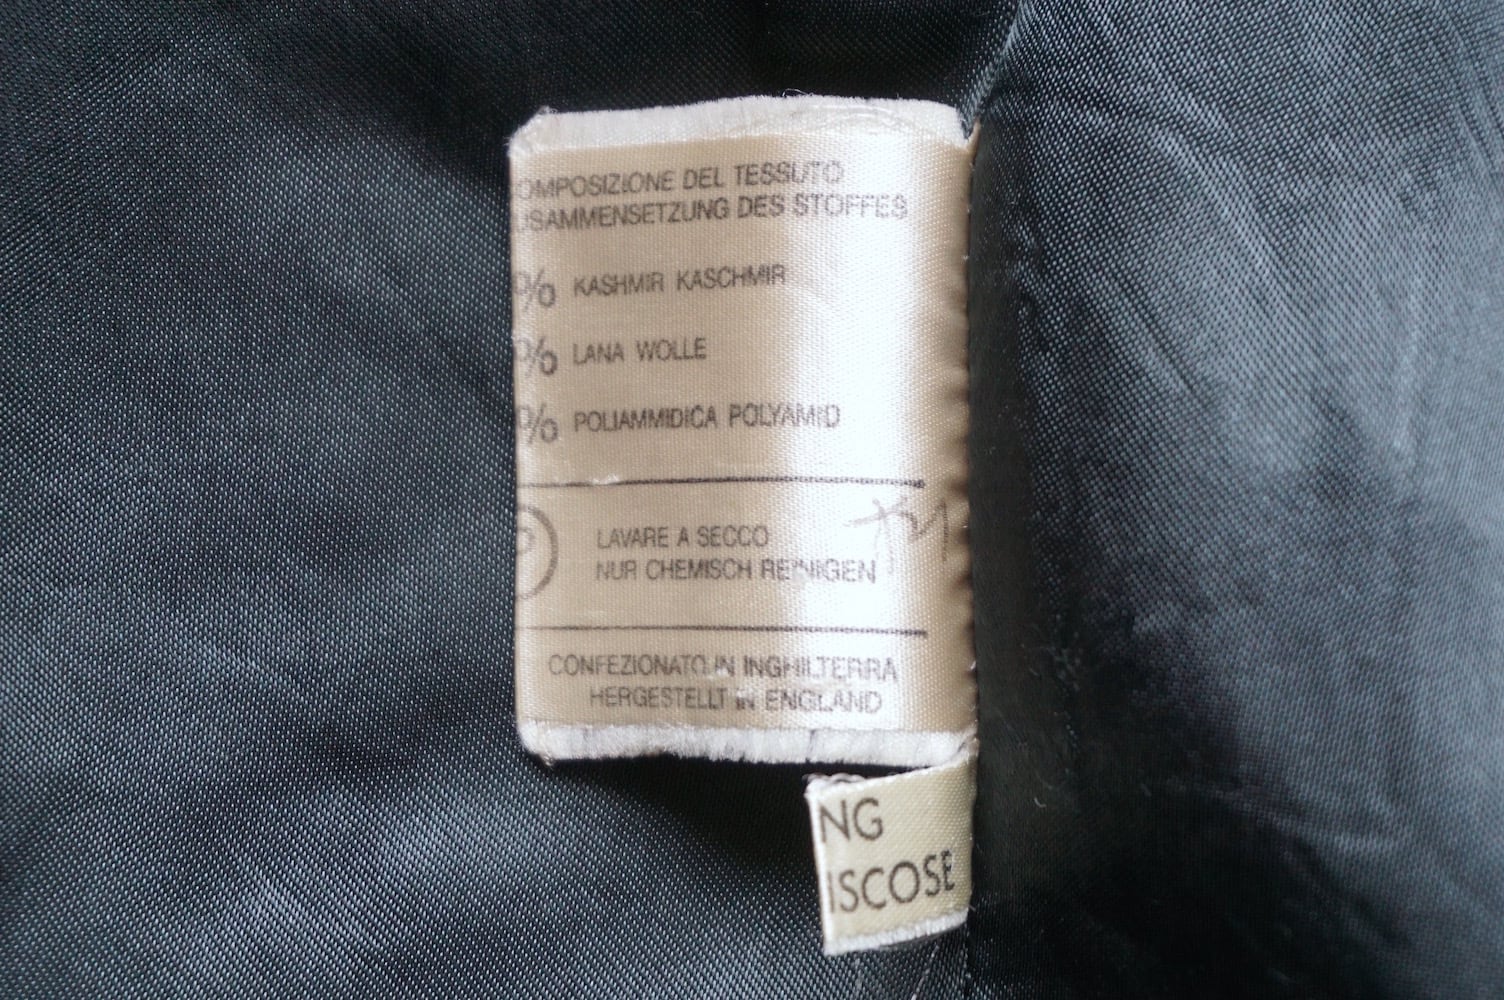 OMPOSIZIONE DEL TESSUTO
USAMMENSETZUNG DES STOFFES
% KASHMIR KASCHMIR
% LANA WOLLE
% POLIAMMIDICA POLYAMID
P LAVARE A SECCO
NUR CHEMISCH REINIGEN
CONFEZIONATO IN INGHILTERRA
HERGESTELLT IN ENGLAND
NG
ISCOSE